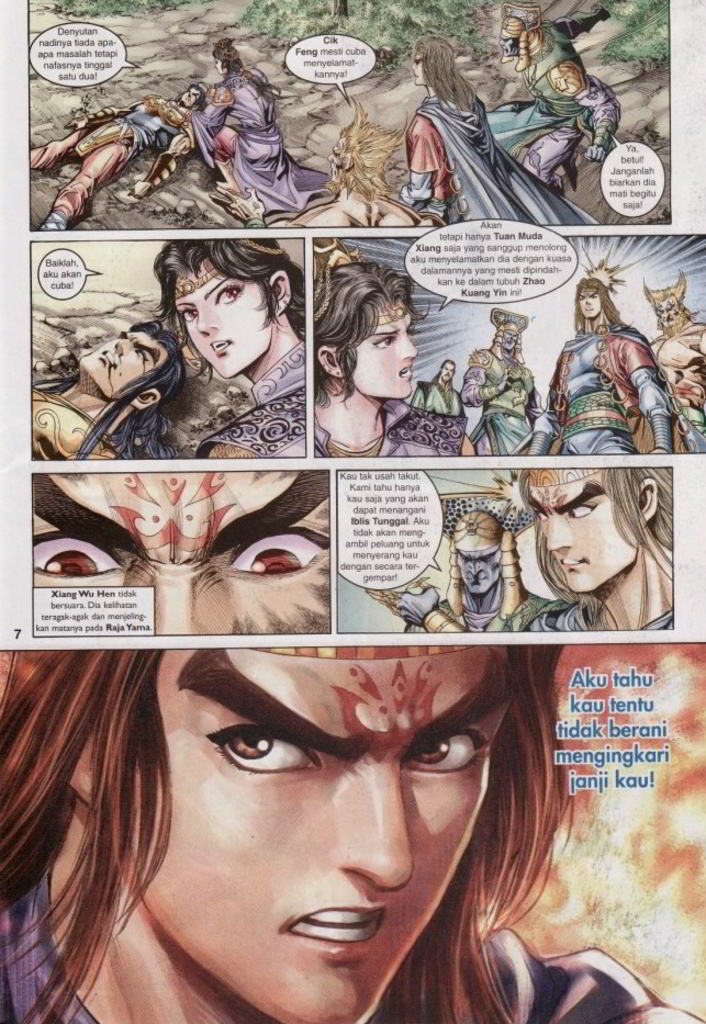 Denyutan
nadinya tiada apa-
apa masalah tetapi
nafasnya tinggal
satu dua!
Cik
Feng mesti cuba
menyelamat-
kannya!
Ya,
betul!
Janganlah
biarkan dia
mati begitu
saja!
Baiklah,
aku akan
cuba!
Akan
tetapi hanya Tuan Muda
Xiang saja yang sanggup menolong
aku menyelamatkan dia dengan kuasa
dalamannya yang mesti dipindah-
kan ke dalam tubuh Zhao
Kuang Yin ini!
Xiang Wu Hen tidak
bersuara. Dia kelihatan
teragak-agak dan menjeling-
kan matanya pada Raja Yama.
Kau tak usah takut.
Kami tahu hanya
kau saja yang akan
dapat menangani
Iblis Tunggal. Aku
tidak akan meng-
ambil peluang untuk
menyerang kau
dengan secara ter-
gempar!
7
Aku tahu
kau tentu
tidak berani
mengingkari
janji kau!